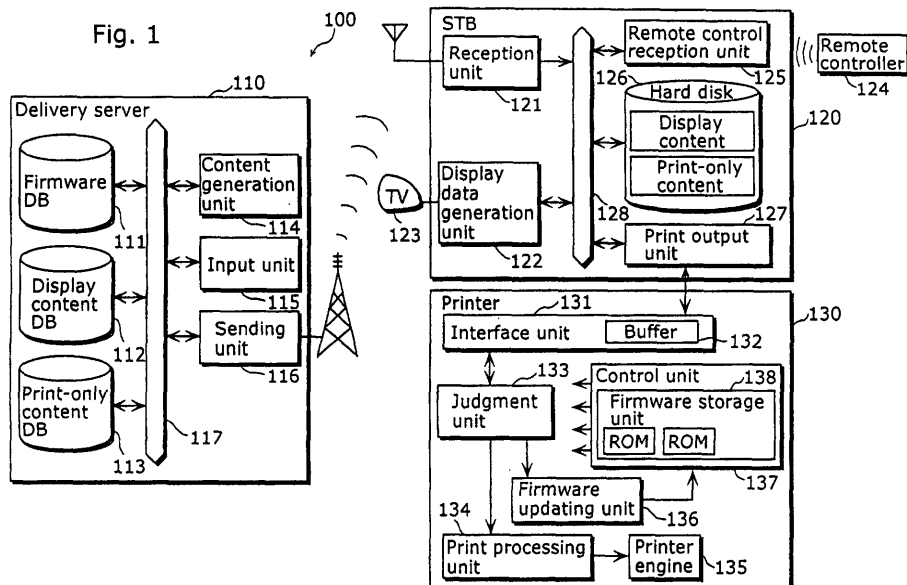 Fig. 1
100
110
Delivery server
Firmware
DB
111
Display
content
DB
112
Print-only
content
DB
113
Content
generation
unit
114
Input unit
115
Sending
unit
116
117
STB
Reception
unit
121
TV
123
Display
data
generation
unit
122
128
Remote control
reception unit
125
Remote
controller
124
126
Hard disk
Display
content
Print-only
content
120
127
Print output
unit
Printer
130
131
Interface unit
Buffer
132
133
Judgment
unit
Control unit
138
Firmware storage
unit
ROM
ROM
137
Firmware
updating unit
136
134
Print processing
unit
Printer
engine
135